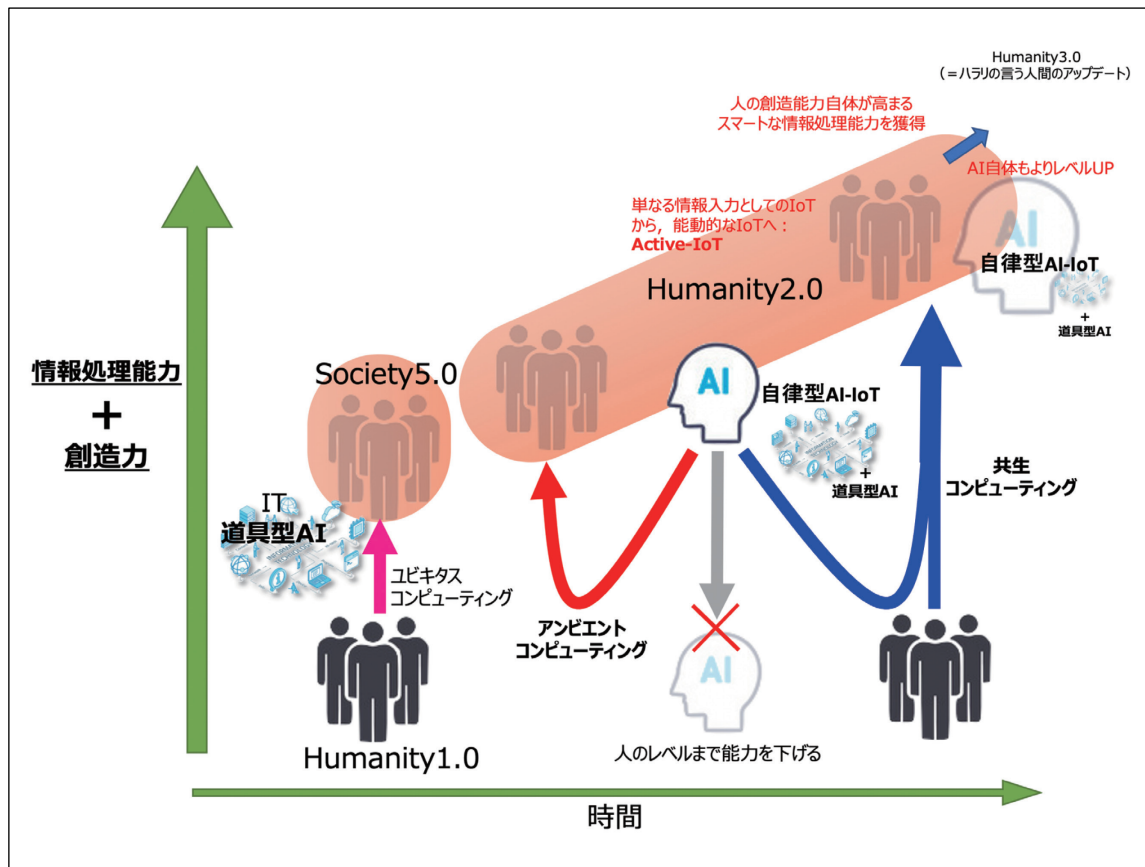 Humanity3.0
（＝ハラリの言う人間のアップデート）
人の創造能力自体が高まる
スマートな情報処理能力を獲得
AI自体もよりレベルUP
単なる情報入力としてのIoT
から，能動的なIoTへ：
Active-IoT
AI
自律型AI-IoT
+
道具型AI
Humanity2.0
情報処理能力
＋
創造力
Society5.0
AI
自律型AI-IoT
+
道具型AI
共生
コンピューティング
IT
道具型AI
ユビキタス
コンピューティング
アンビエント
コンピューティング
AI
人のレベルまで能力を下げる
Humanity1.0
時間